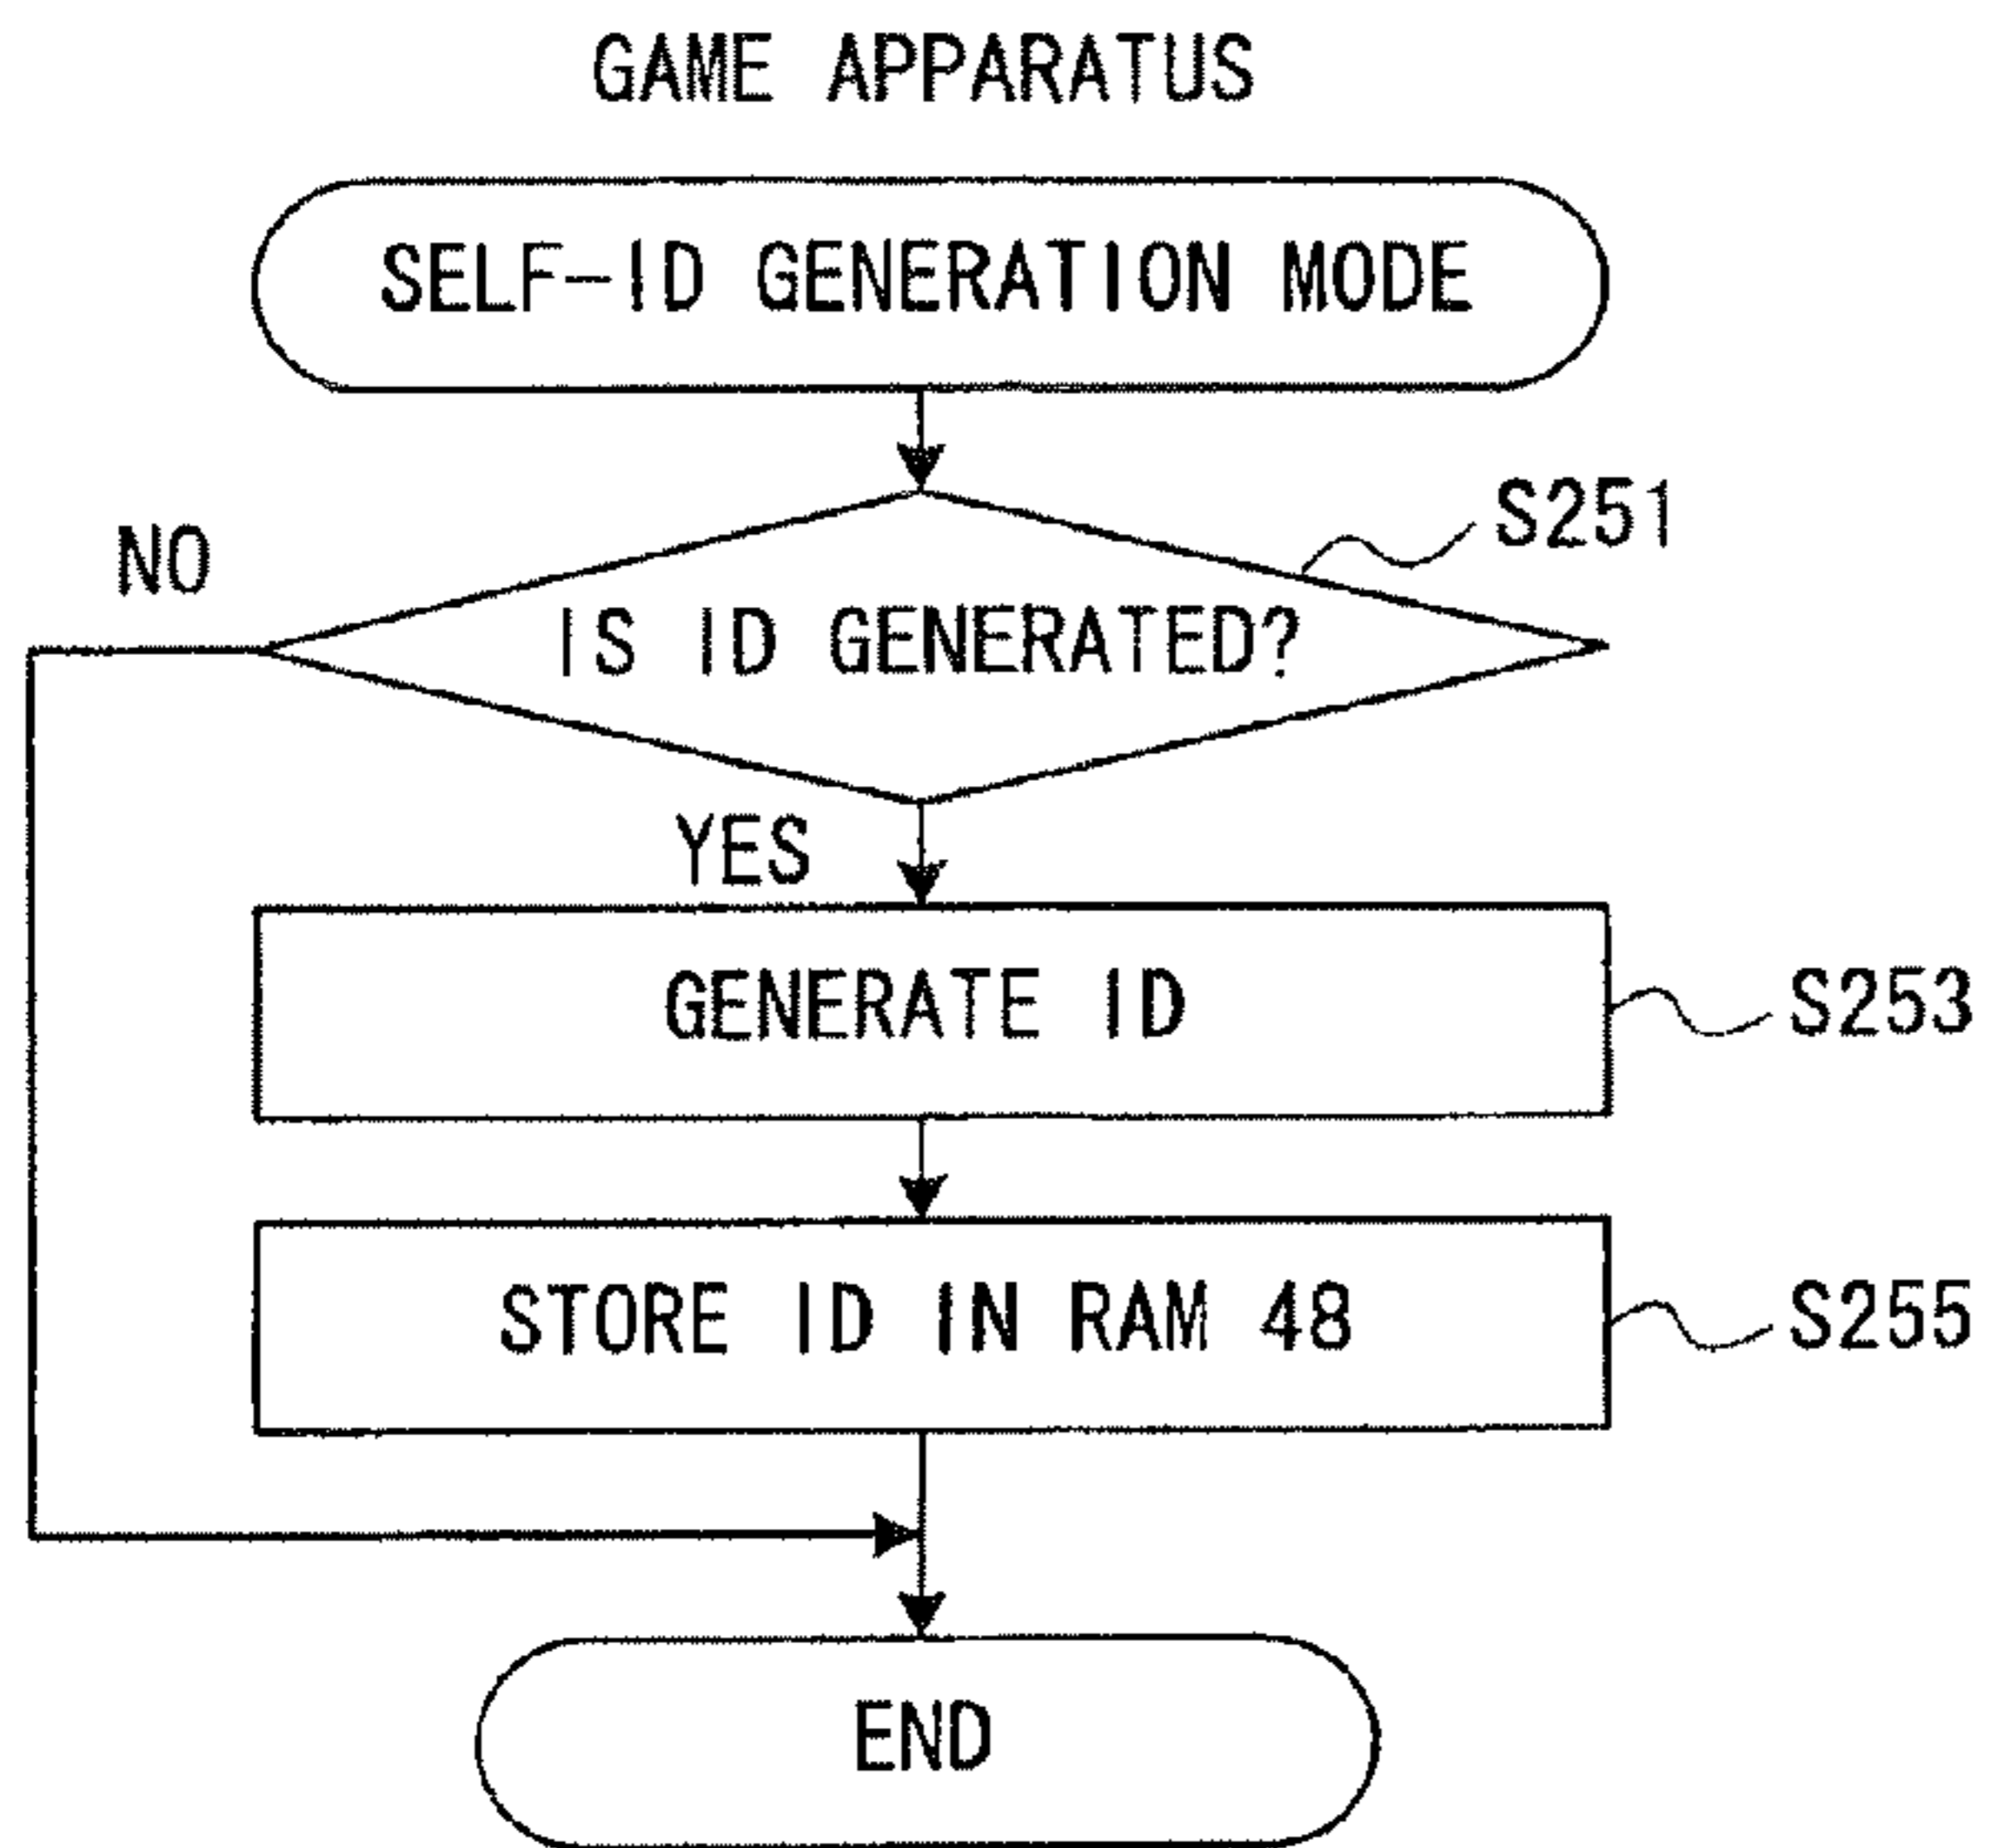 GAME APPARATUS
SELF-ID GENERATION MODE
S251
NO
IS ID GENERATED?
YES
GENERATE ID
S253
STORE ID IN RAM 48
S255
END